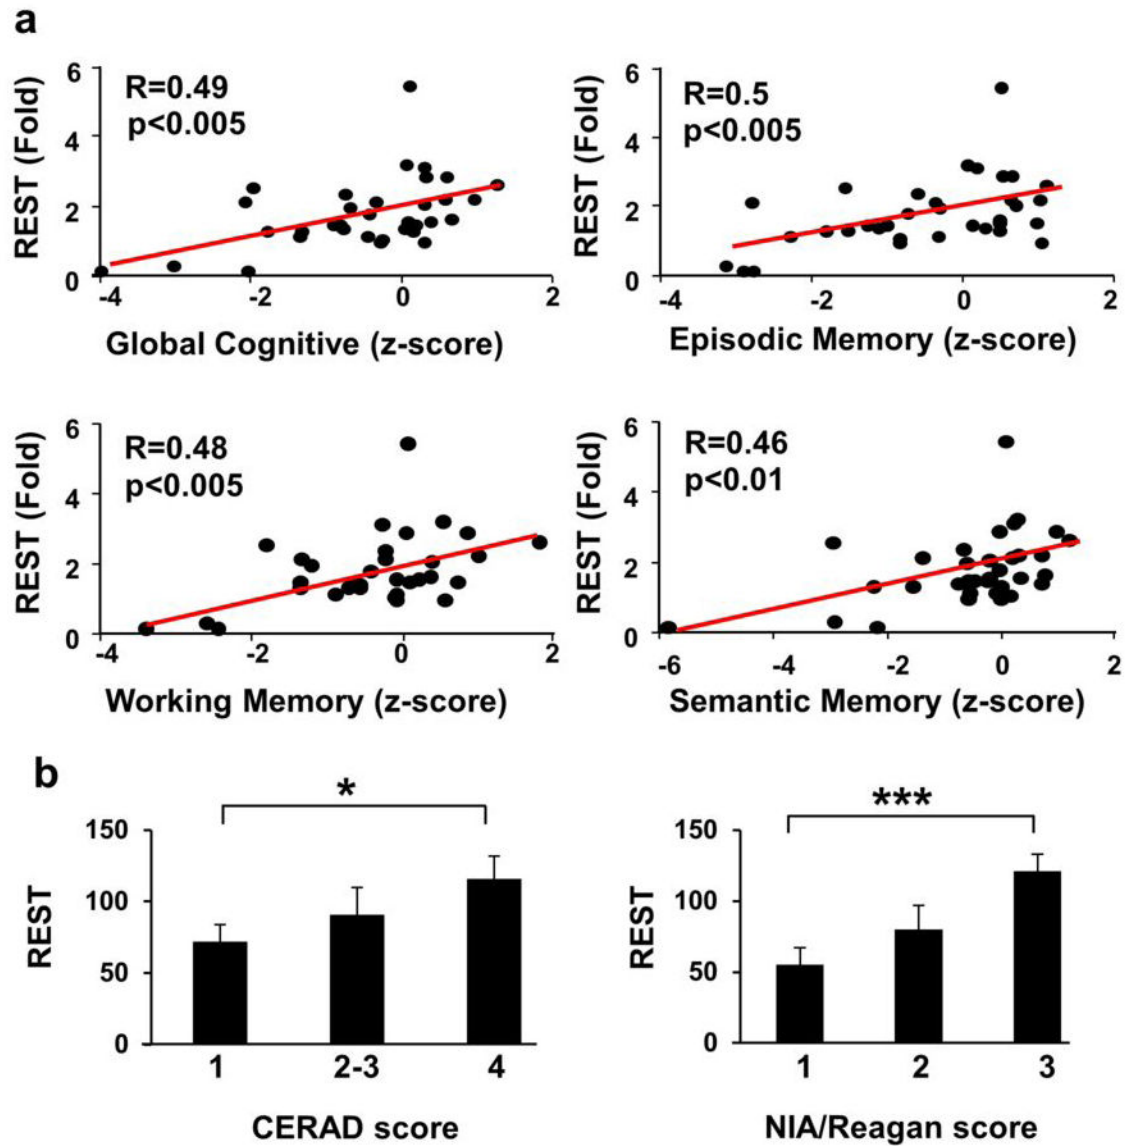 a
6
4
2
0
REST (Fold)
R=0.49
p<0.005
-4
-2
0
2
Global Cognitive (z-score)
6
4
2
0
REST (Fold)
R=0.5
p<0.005
-4
-2
0
2
Episodic Memory (z-score)
6
4
2
0
REST (Fold)
R=0.48
p<0.005
-4
-2
0
2
Working Memory (z-score)
6
4
2
0
REST (Fold)
R=0.46
p<0.01
-6
-4
-2
0
2
Semantic Memory (z-score)
b
*
150
100
50
0
REST
1
2-3
4
CERAD score
***
150
100
50
0
REST
1
2
3
NIA/Reagan score